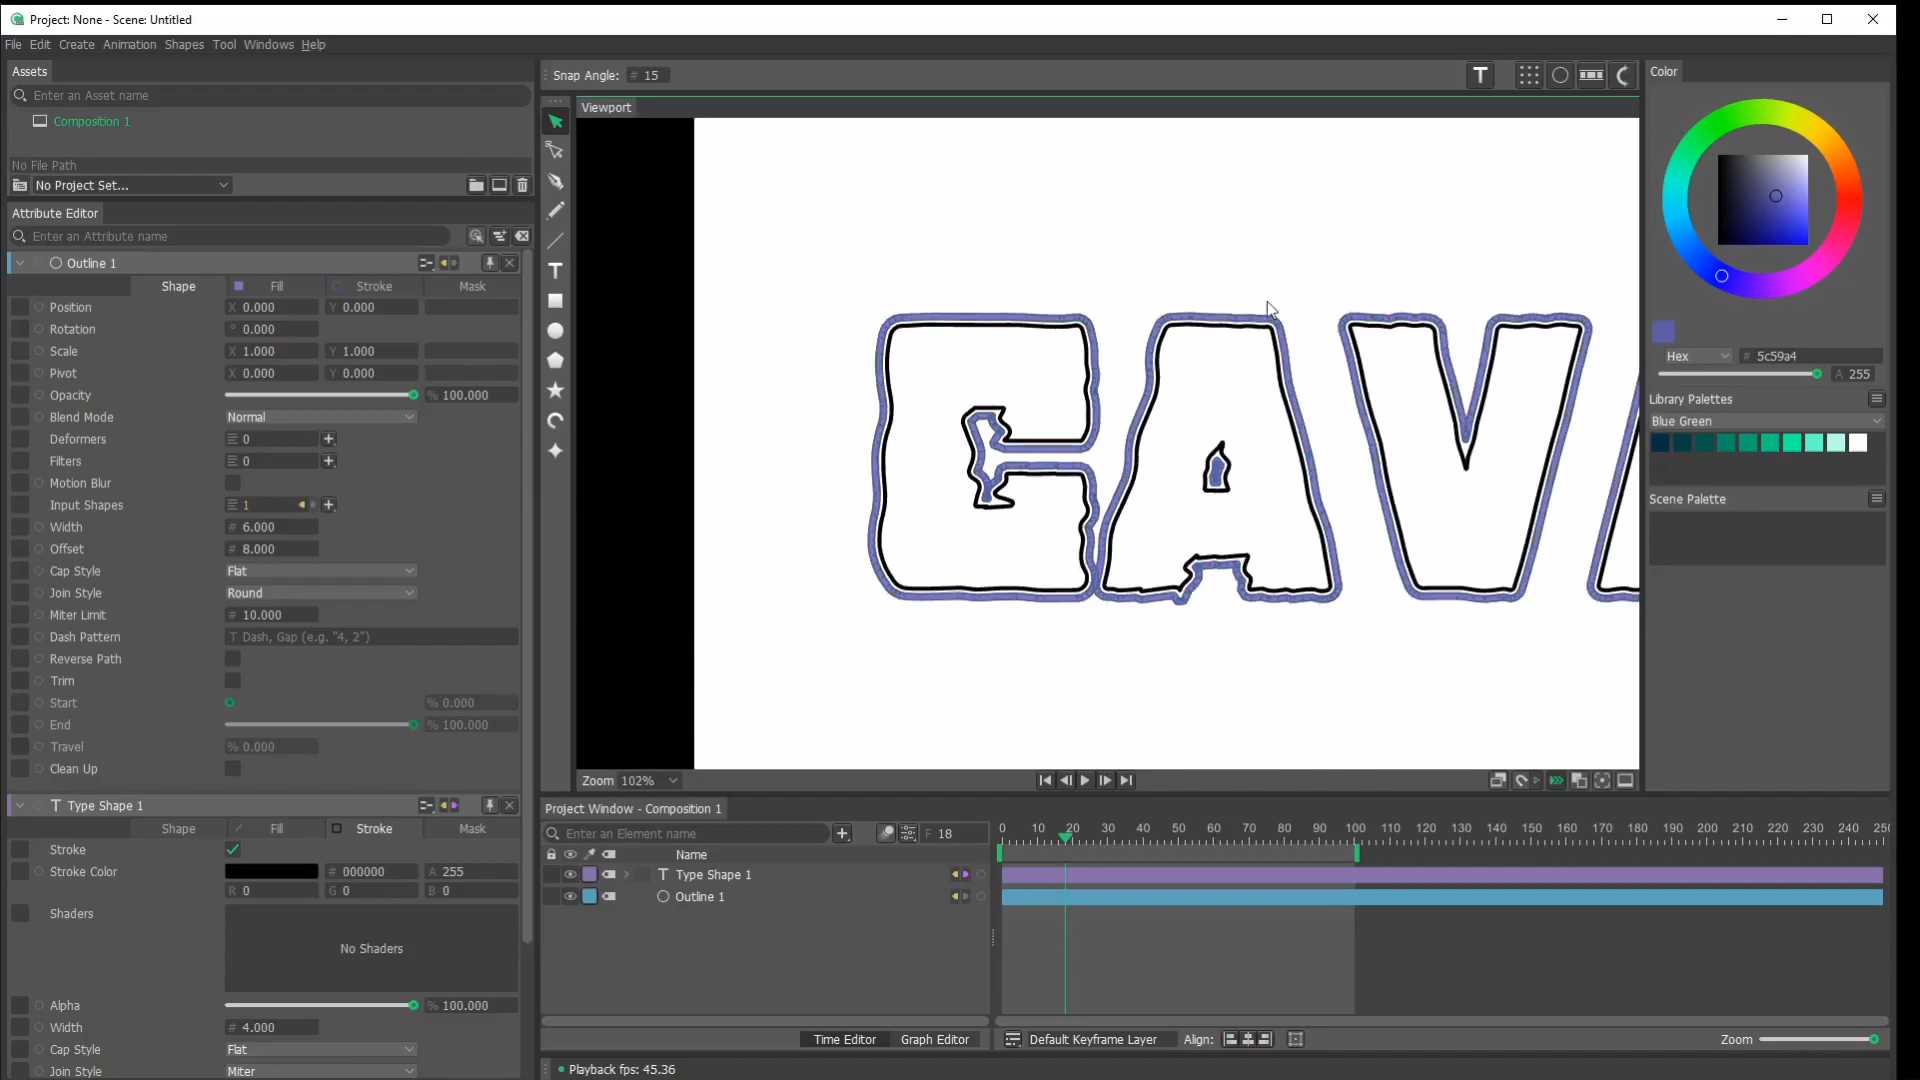 Project: None - Scene: Untitled
File Edit Create Animation Shapes Tool Windows Help
Assets
Enter an Asset name
Composition 1
No File Path
No Project Set...
Attribute Editor
Enter an Attribute name
Outline 1
Shape Fill Stroke Mask
Position X 0.000 Y 0.000
Rotation ° 0.000
Scale X 1.000 Y 1.000
Pivot X 0.000 Y 0.000
Opacity % 100.000
Blend Mode Normal
Deformers 0
Filters 0
Motion Blur
Input Shapes 1
Width # 6.000
Offset # 8.000
Cap Style Flat
Join Style Round
Miter Limit # 10.000
Dash Pattern T Dash, Gap (e.g. "4, 2")
Reverse Path
Trim
Start % 0.000
End % 100.000
Travel % 0.000
Clean Up
T Type Shape 1
Shape Fill Stroke Mask
Stroke
Stroke Color # 000000 A 255
R 0 G 0 B 0
Shaders
No Shaders
Alpha % 100.000
Width # 4.000
Cap Style Flat
Join Style Miter
Snap Angle: # 15
Viewport
CAVA
Zoom 102%
Project Window - Composition 1
Enter an Element name
F 18
Name
T Type Shape 1
Outline 1
0 10 20 30 40 50 60 70 80 90 100 110 120 130 140 150 160 170 180 190 200 210 220 230 240 250
Time Editor Graph Editor
Default Keyframe Layer Align: Zoom
Playback fps: 45.36
Color
Hex # 5c59a4
A 255
Library Palettes
Blue Green
Scene Palette